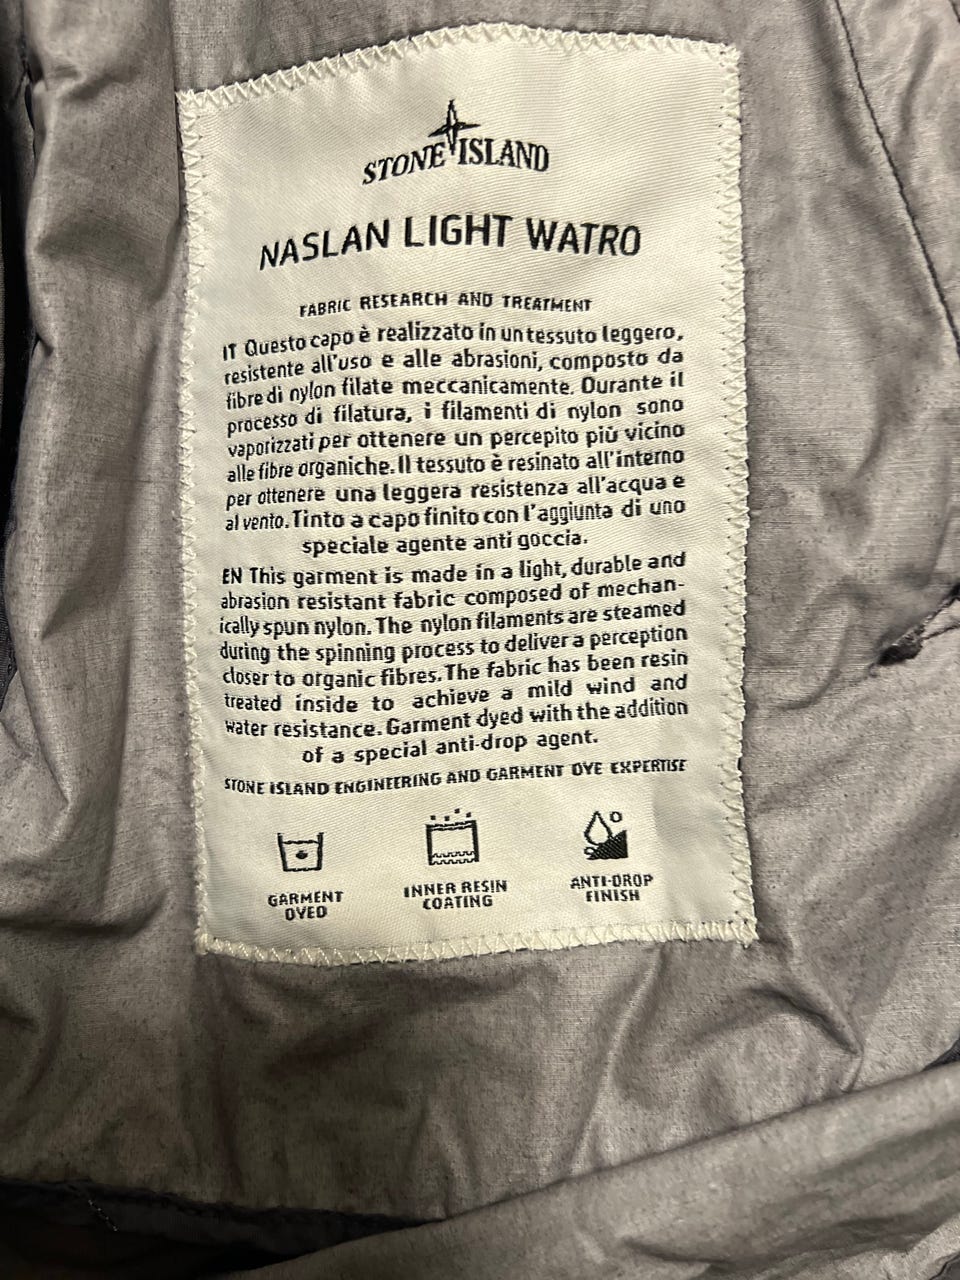 STONE ISLAND
NASLAN LIGHT WATRO
FABRIC RESEARCH AND TREATMENT
IT Questo capo è realizzato in un tessuto leggero,
resistente all'uso e alle abrasioni, composto da
fibre di nylon filate meccanicamente. Durante il
processo di filatura, i filamenti di nylon sono
vaporizzati per ottenere un percepito più vicino
alle fibre organiche. Il tessuto è resinato all'interno
per ottenere una leggera resistenza all'acqua e
al vento. Tinto a capo finito con l'aggiunta di uno
speciale agente anti goccia.
EN This garment is made in a light, durable and
abrasion resistant fabric composed of mechan-
ically spun nylon. The nylon filaments are steamed
during the spinning process to deliver a perception
closer to organic fibres. The fabric has been resin
treated inside to achieve a mild wind and
water resistance. Garment dyed with the addition
of a special anti-drop agent.
STONE ISLAND ENGINEERING AND GARMENT DYE EXPERTISE
GARMENT
DYED
INNER RESIN
COATING
ANTI-DROP
FINISH